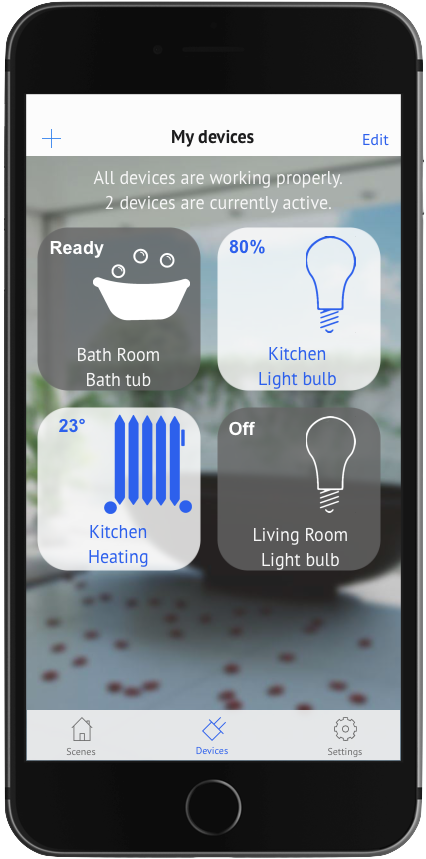 My devices
Edit
All devices are working properly.
2 devices are currently active.
Ready
Bath Room
Bath tub
80%
Kitchen
Light bulb
23°
Kitchen
Heating
Off
Living Room
Light bulb
Scenes
Devices
Settings